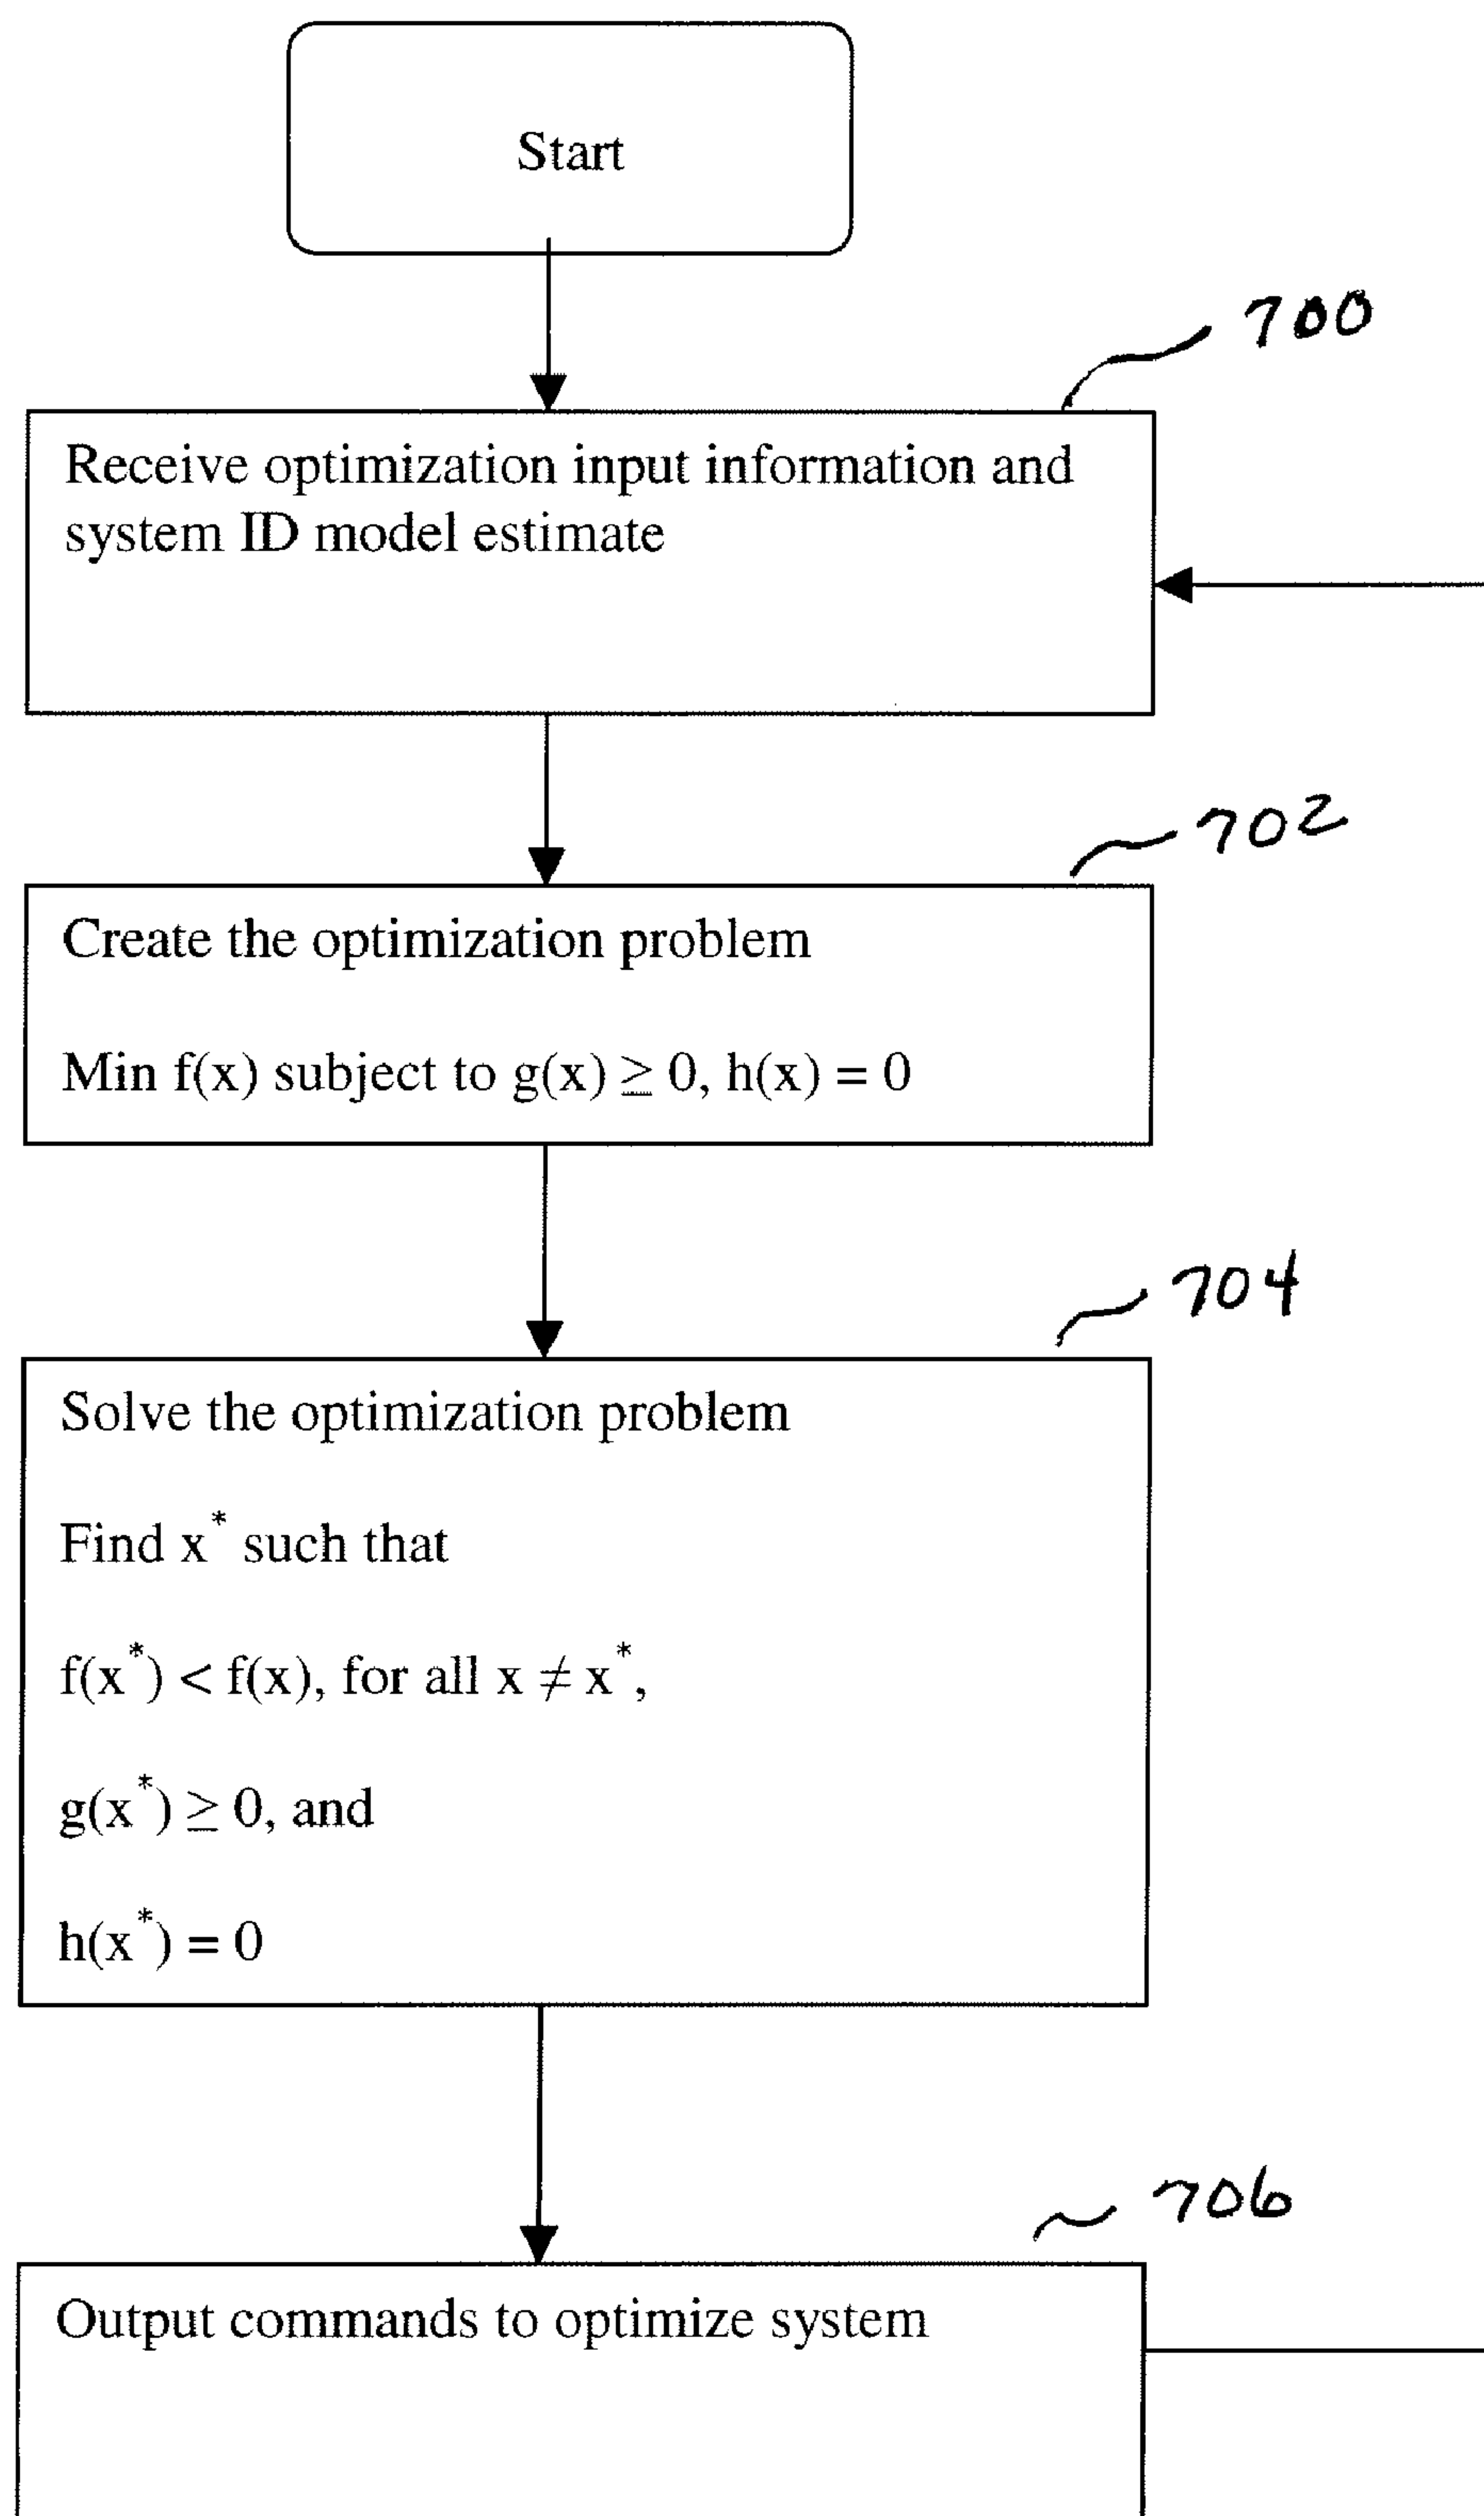 Start
700
Receive optimization input information and
system ID model estimate
702
Create the optimization problem
Min f(x) subject to g(x) ≥ 0, h(x) = 0
704
Solve the optimization problem
Find x* such that
f(x*) < f(x), for all x ≠ x*,
g(x*) ≥ 0, and
h(x*) = 0
706
Output commands to optimize system